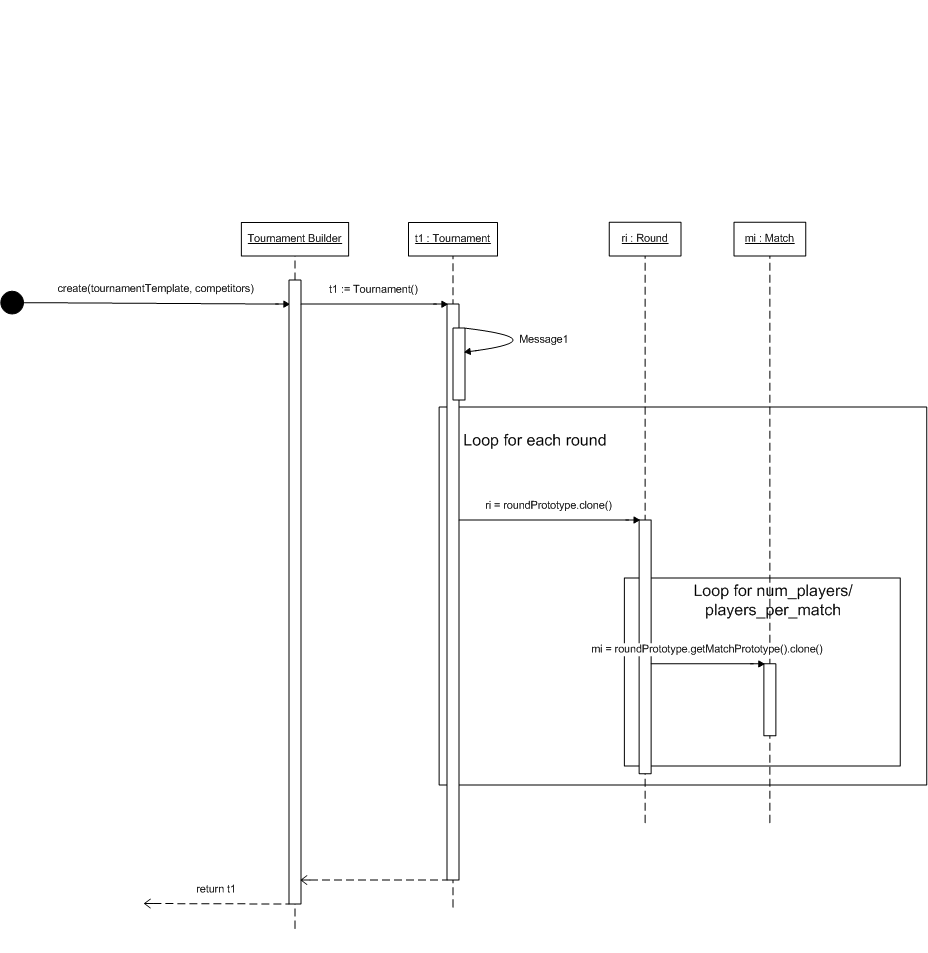 Tournament Builder
t1 : Tournament
ri : Round
mi : Match
create(tournamentTemplate, competitors)
t1 := Tournament()
Message1
Loop for each round
ri = roundPrototype.clone()
Loop for num_players/
players_per_match
mi = roundPrototype.getMatchPrototype().clone()
return t1